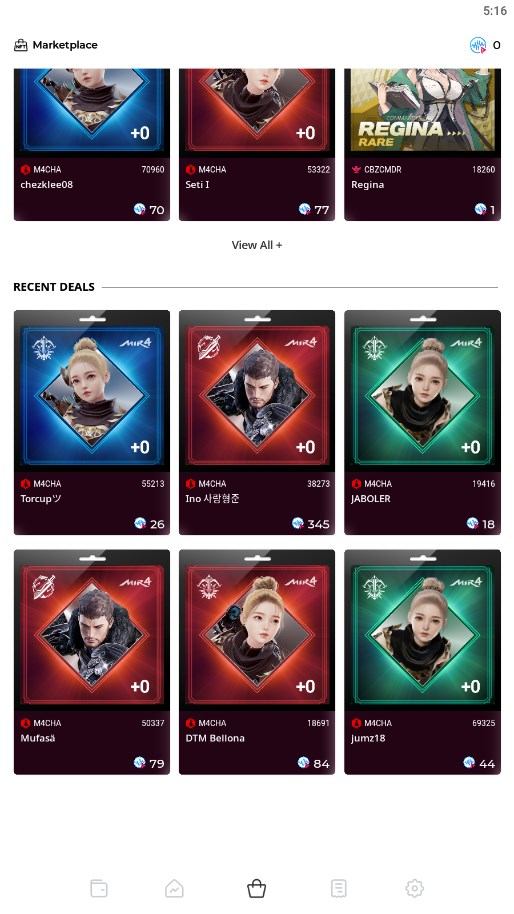 5:16
Marketplace
0
+0
M4CHA 70960
chezklee08
70
+0
M4CHA 53322
Seti I
77
REGINA
RARE
CBZCMDR 18260
Regina
1
View All +
RECENT DEALS
MIR4
+0
M4CHA 55213
Torcupツ
26
MIR4
+0
M4CHA 38273
Ino 사랑형준
345
MIR4
+0
M4CHA 19416
JABOLER
18
MIR4
+0
M4CHA 50337
Mufasä
79
MIR4
+0
M4CHA 18691
DTM Bellona
84
MIR4
+0
M4CHA 69325
jumz18
44